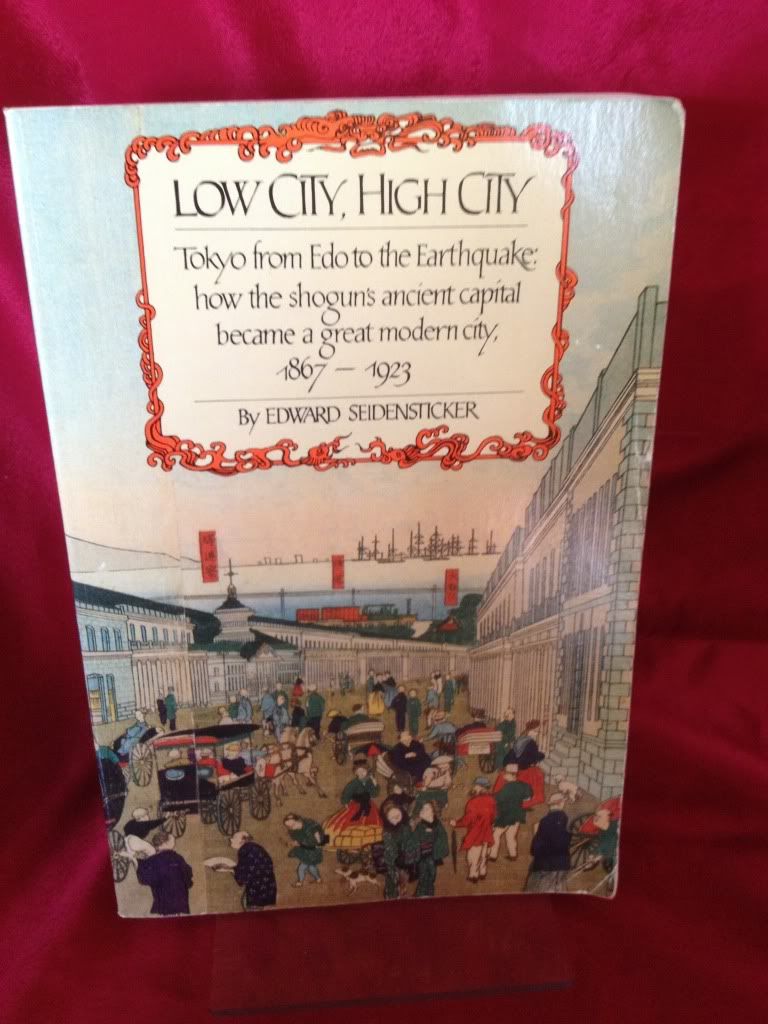 LOW CITY, HIGH CITY
Tokyo from Edo to the Earthquake:
how the shogun's ancient capital
became a great modern city,
1867 — 1923
By EDWARD SEIDENSTICKER